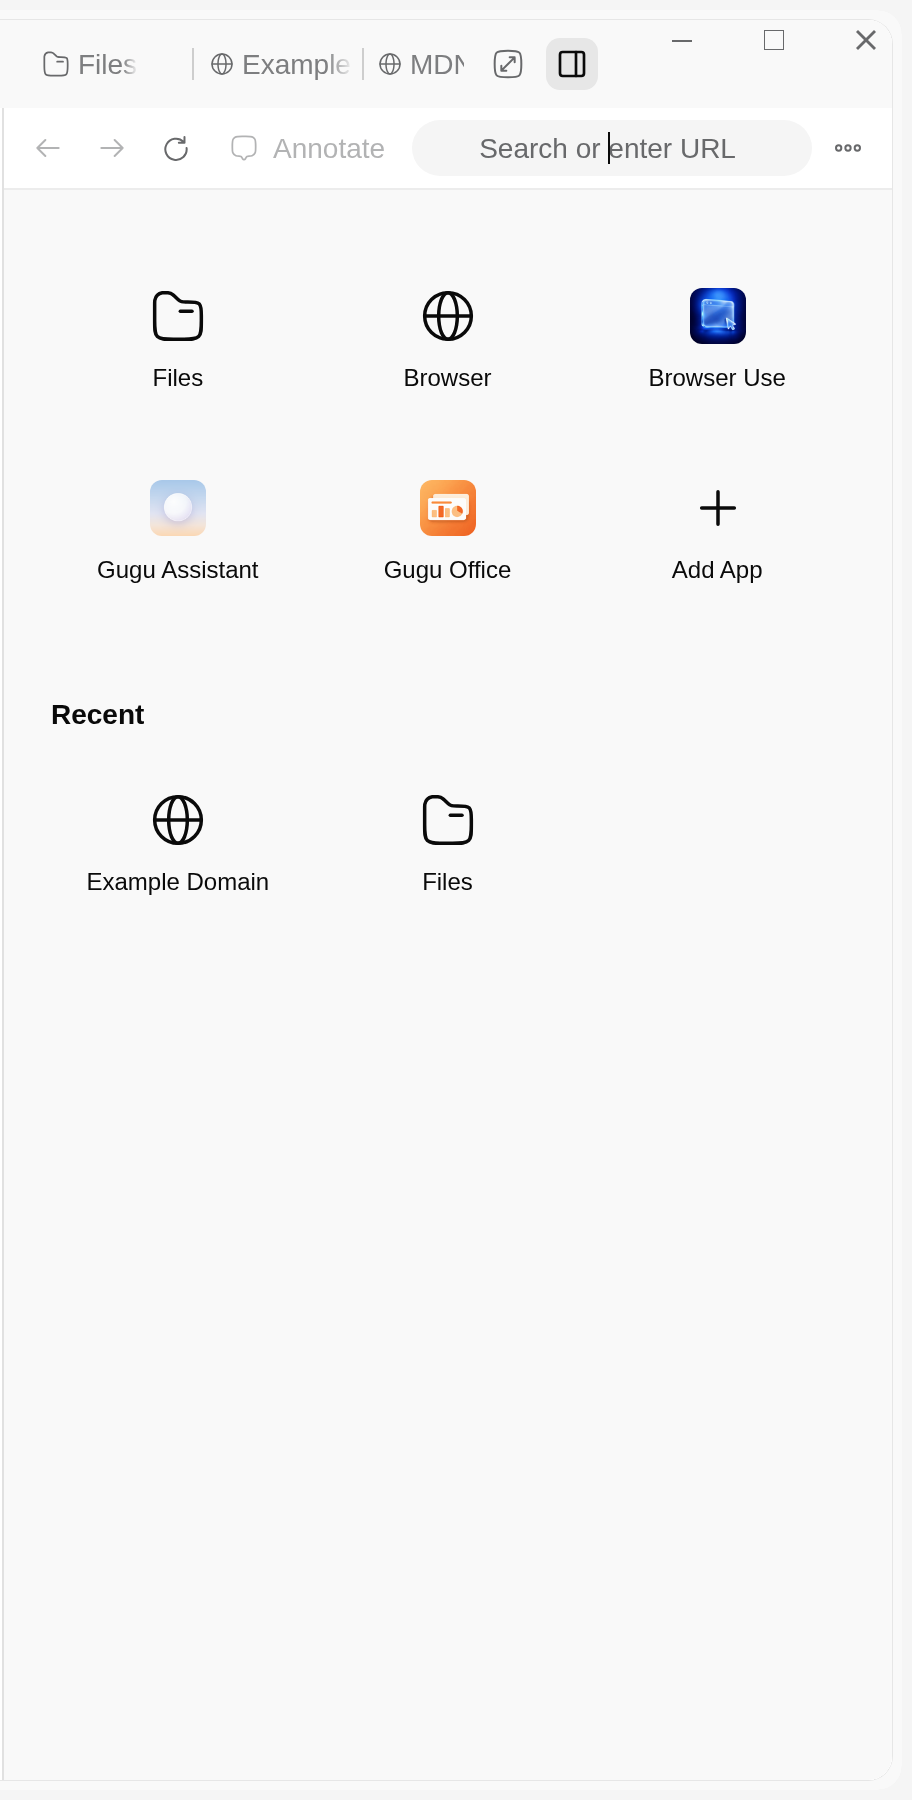 Files
Example
MDN
Annotate
Search or enter URL
Files
Browser
Browser Use
Gugu Assistant
Gugu Office
Add App
Recent
Example Domain
Files